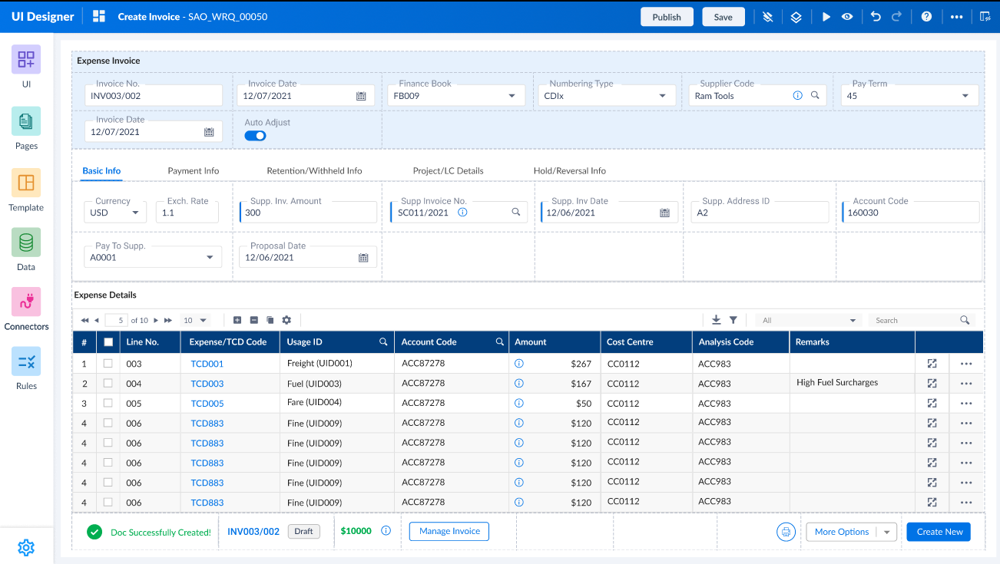 UI Designer Create Invoice - SAO_WRQ_00050 Publish Save
UI
Pages
Template
Data
Connectors
Rules
Expense Invoice
Invoice No. Invoice Date Finance Book Numbering Type Supplier Code Pay Term
INV003/002 12/07/2021 FB009 CDIx Ram Tools 45
Invoice Date Auto Adjust
12/07/2021
Basic Info Payment Info Retention/Withheld Info Project/LC Details Hold/Reversal Info
Currency Exch. Rate Supp. Inv. Amount Supp Invoice No. Supp. Inv Date Supp. Address ID Account Code
USD 1.1 300 SC011/2021 12/06/2021 A2 160030
Pay To Supp. Proposal Date
A0001 12/06/2021
Expense Details
5 of 10 10 All Search
# Line No. Expense/TCD Code Usage ID Account Code Amount Cost Centre Analysis Code Remarks
1 003 TCD001 Freight (UID001) ACC87278 $267 CC0112 ACC983
2 004 TCD003 Fuel (UID003) ACC87278 $167 CC0112 ACC983 High Fuel Surcharges
3 005 TCD005 Fare (UID004) ACC87278 $50 CC0112 ACC983
4 006 TCD883 Fine (UID009) ACC87278 $120 CC0112 ACC983
4 006 TCD883 Fine (UID009) ACC87278 $120 CC0112 ACC983
4 006 TCD883 Fine (UID009) ACC87278 $120 CC0112 ACC983
4 006 TCD883 Fine (UID009) ACC87278 $120 CC0112 ACC983
4 006 TCD883 Fine (UID009) ACC87278 $120 CC0112 ACC983
Doc Successfully Created! INV003/002 Draft $10000 Manage Invoice More Options Create New